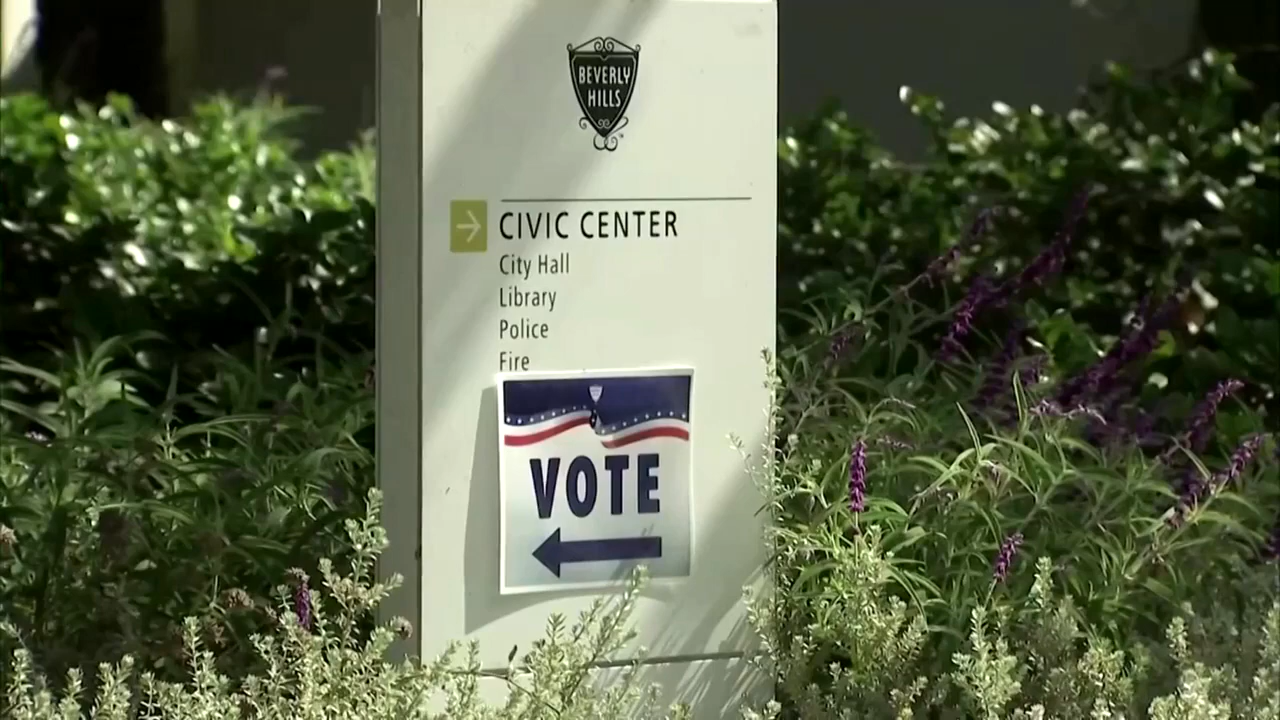 BEVERLY
HILLS
CIVIC CENTER
City Hall
Library
Police
Fire
VOTE